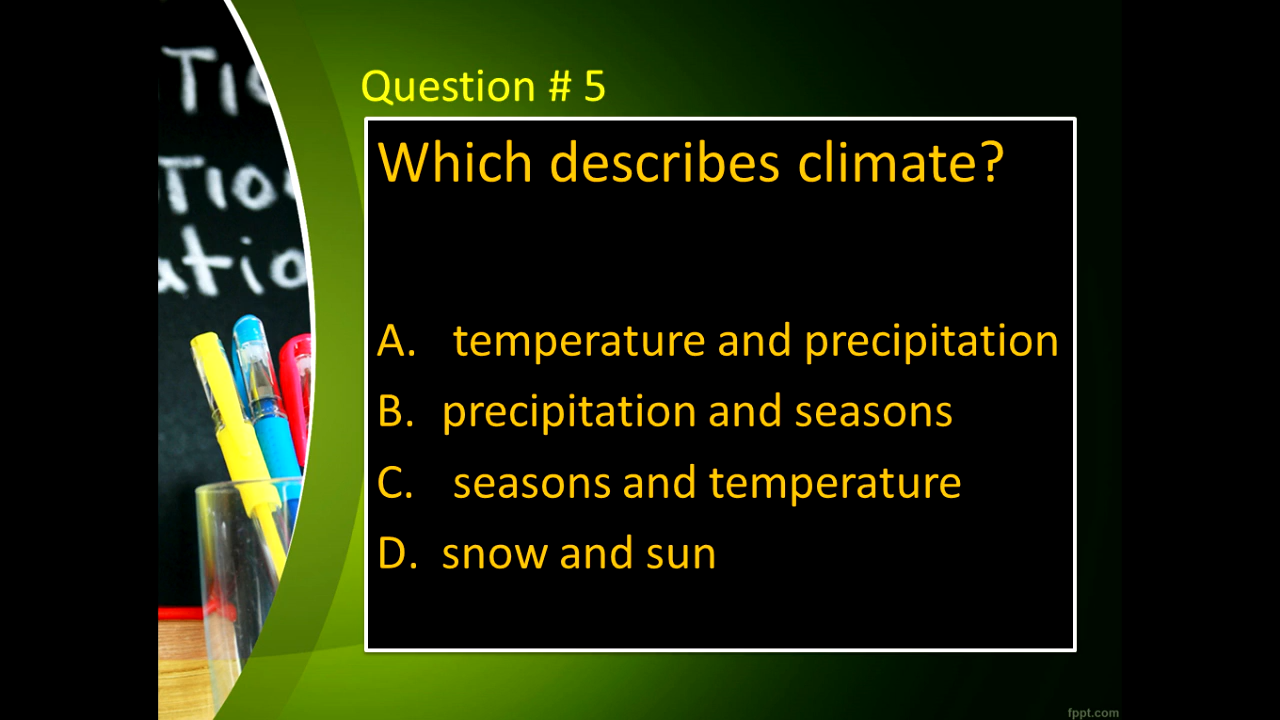 Question # 5
Which describes climate?
A. temperature and precipitation
B. precipitation and seasons
C. seasons and temperature
D. snow and sun
fppt.com